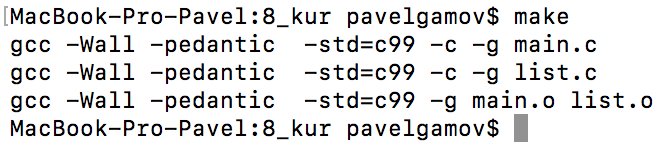 MacBook-Pro-Pavel:8_kur pavelgamov$ make
gcc -Wall -pedantic  -std=c99 -c -g main.c
gcc -Wall -pedantic  -std=c99 -c -g list.c
gcc -Wall -pedantic  -std=c99 -g main.o list.o
MacBook-Pro-Pavel:8_kur pavelgamov$